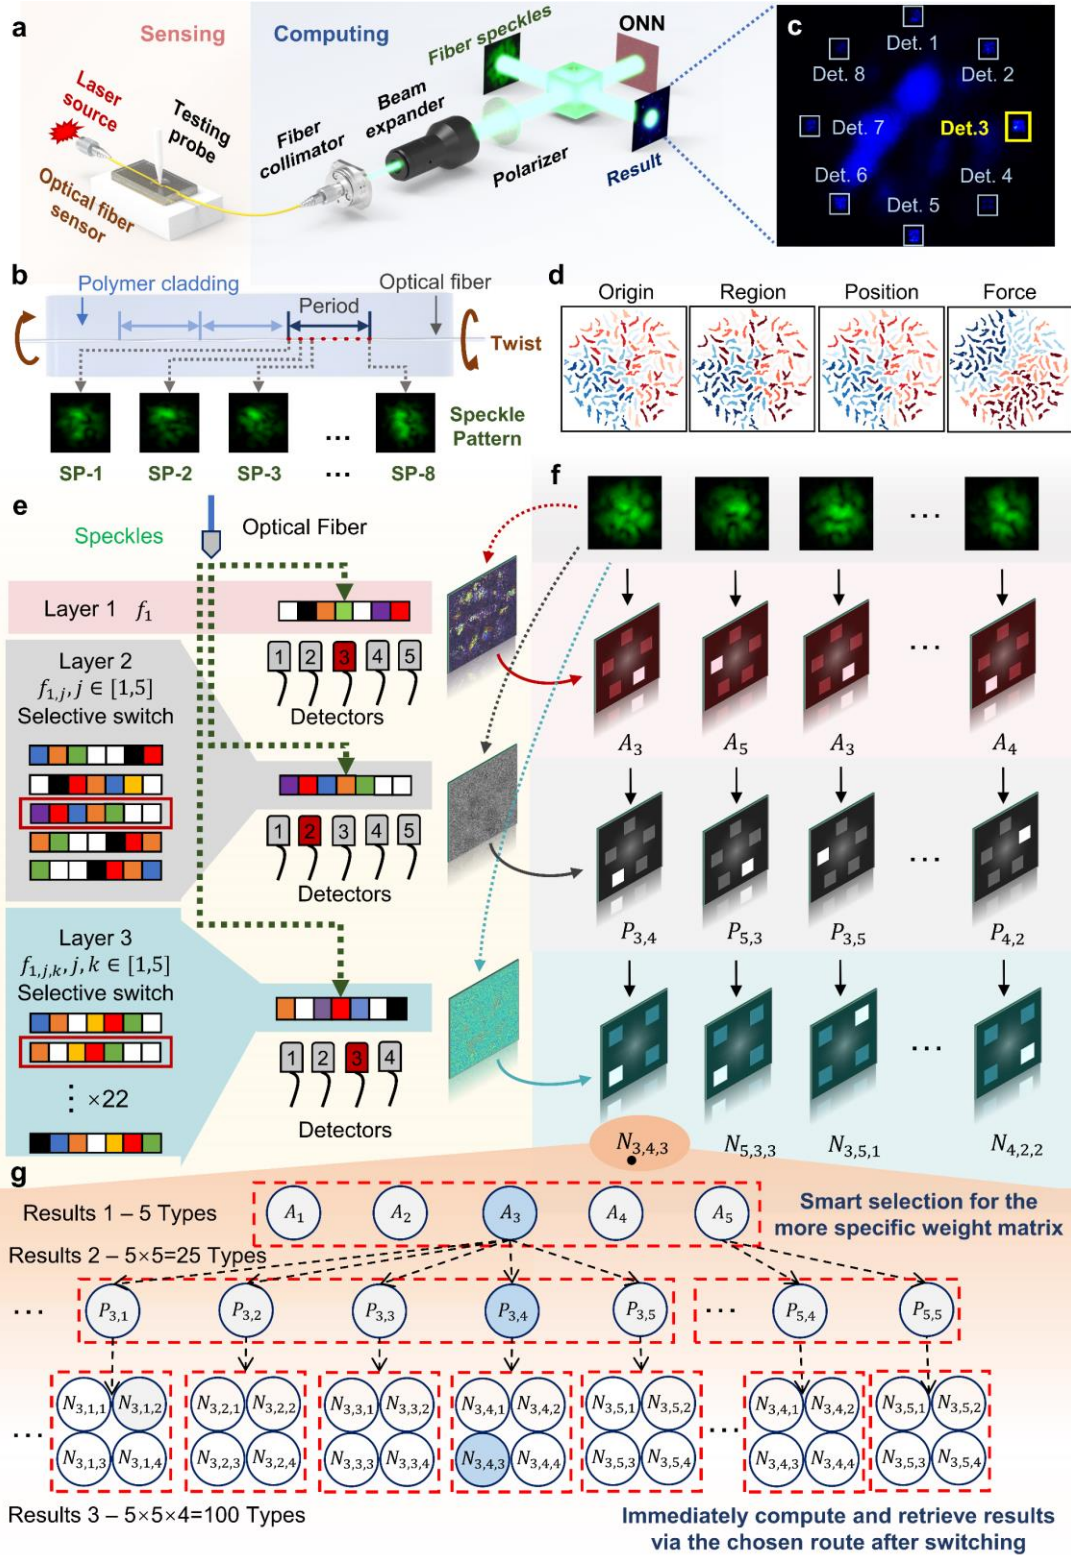 a
Sensing
Computing
Laser
source
Testing
probe
Optical fiber
sensor
Fiber
collimator
Beam
expander
Fiber speckles
ONN
Polarizer
Result
c
Det. 1
Det. 8
Det. 2
Det. 7
Det.3
Det. 6
Det. 4
Det. 5
b
Polymer cladding
Period
Optical fiber
Twist
Speckle
Pattern
SP-1
SP-2
SP-3
...
SP-8
...
d
Origin
Region
Position
Force
e
Speckles
Optical Fiber
Layer 1 f₁
1 2 3 4 5
Detectors
Layer 2
f₁,ⱼ, j ∈ [1,5]
Selective switch
1 2 3 4 5
Detectors
Layer 3
f₁,ⱼ,ₖ, j, k ∈ [1,5]
Selective switch
⋮ ×22
1 2 3 4
Detectors
f
...
...
A₃ A₅ A₃ A₄
...
P₃,₄ P₅,₃ P₃,₅ P₄,₂
...
N₃,₄,₃ N₅,₃,₃ N₃,₅,₁ N₄,₂,₂
g
Results 1 – 5 Types
A₁ A₂ A₃ A₄ A₅
Smart selection for the
more specific weight matrix
Results 2 – 5×5=25 Types
... P₃,₁ P₃,₂ P₃,₃ P₃,₄ P₃,₅ ... P₅,₄ P₅,₅
N₃,₁,₁ N₃,₁,₂ N₃,₂,₁ N₃,₂,₂ N₃,₃,₁ N₃,₃,₂ N₃,₄,₁ N₃,₄,₂ N₃,₅,₁ N₃,₅,₂ N₃,₄,₁ N₃,₄,₂ N₃,₅,₁ N₃,₅,₂
... ...
N₃,₁,₃ N₃,₁,₄ N₃,₂,₃ N₃,₂,₄ N₃,₃,₃ N₃,₃,₄ N₃,₄,₃ N₃,₄,₄ N₃,₅,₃ N₃,₅,₄ N₃,₄,₃ N₃,₄,₄ N₃,₅,₃ N₃,₅,₄
Results 3 – 5×5×4=100 Types
Immediately compute and retrieve results
via the chosen route after switching